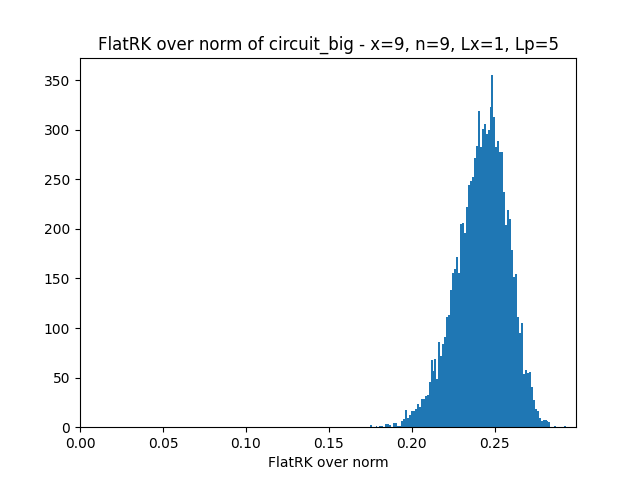 FlatRK over norm of circuit_big - x=9, n=9, Lx=1, Lp=5
350
300
250
200
150
100
50
0
0.00 0.05 0.10 0.15 0.20 0.25
FlatRK over norm